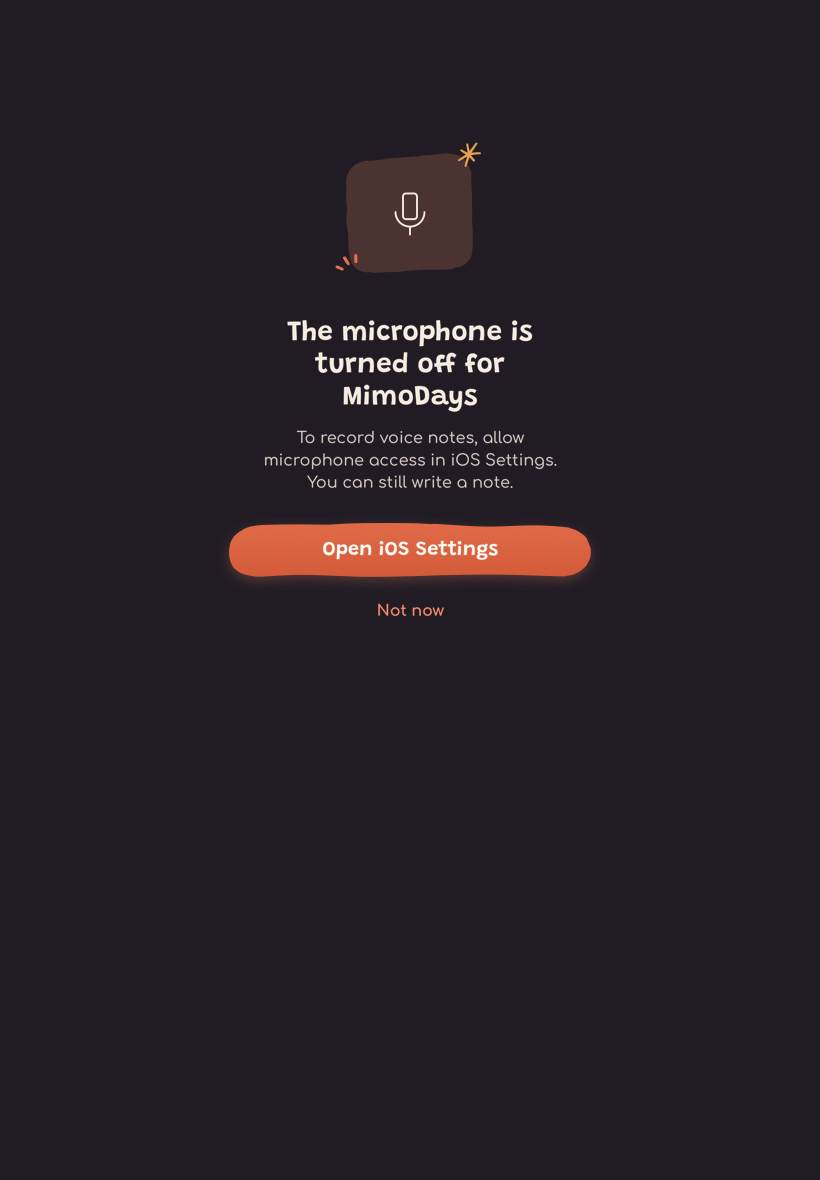 The microphone is
turned off for
MimoDays
To record voice notes, allow
microphone access in iOS Settings.
You can still write a note.
Open iOS Settings
Not now